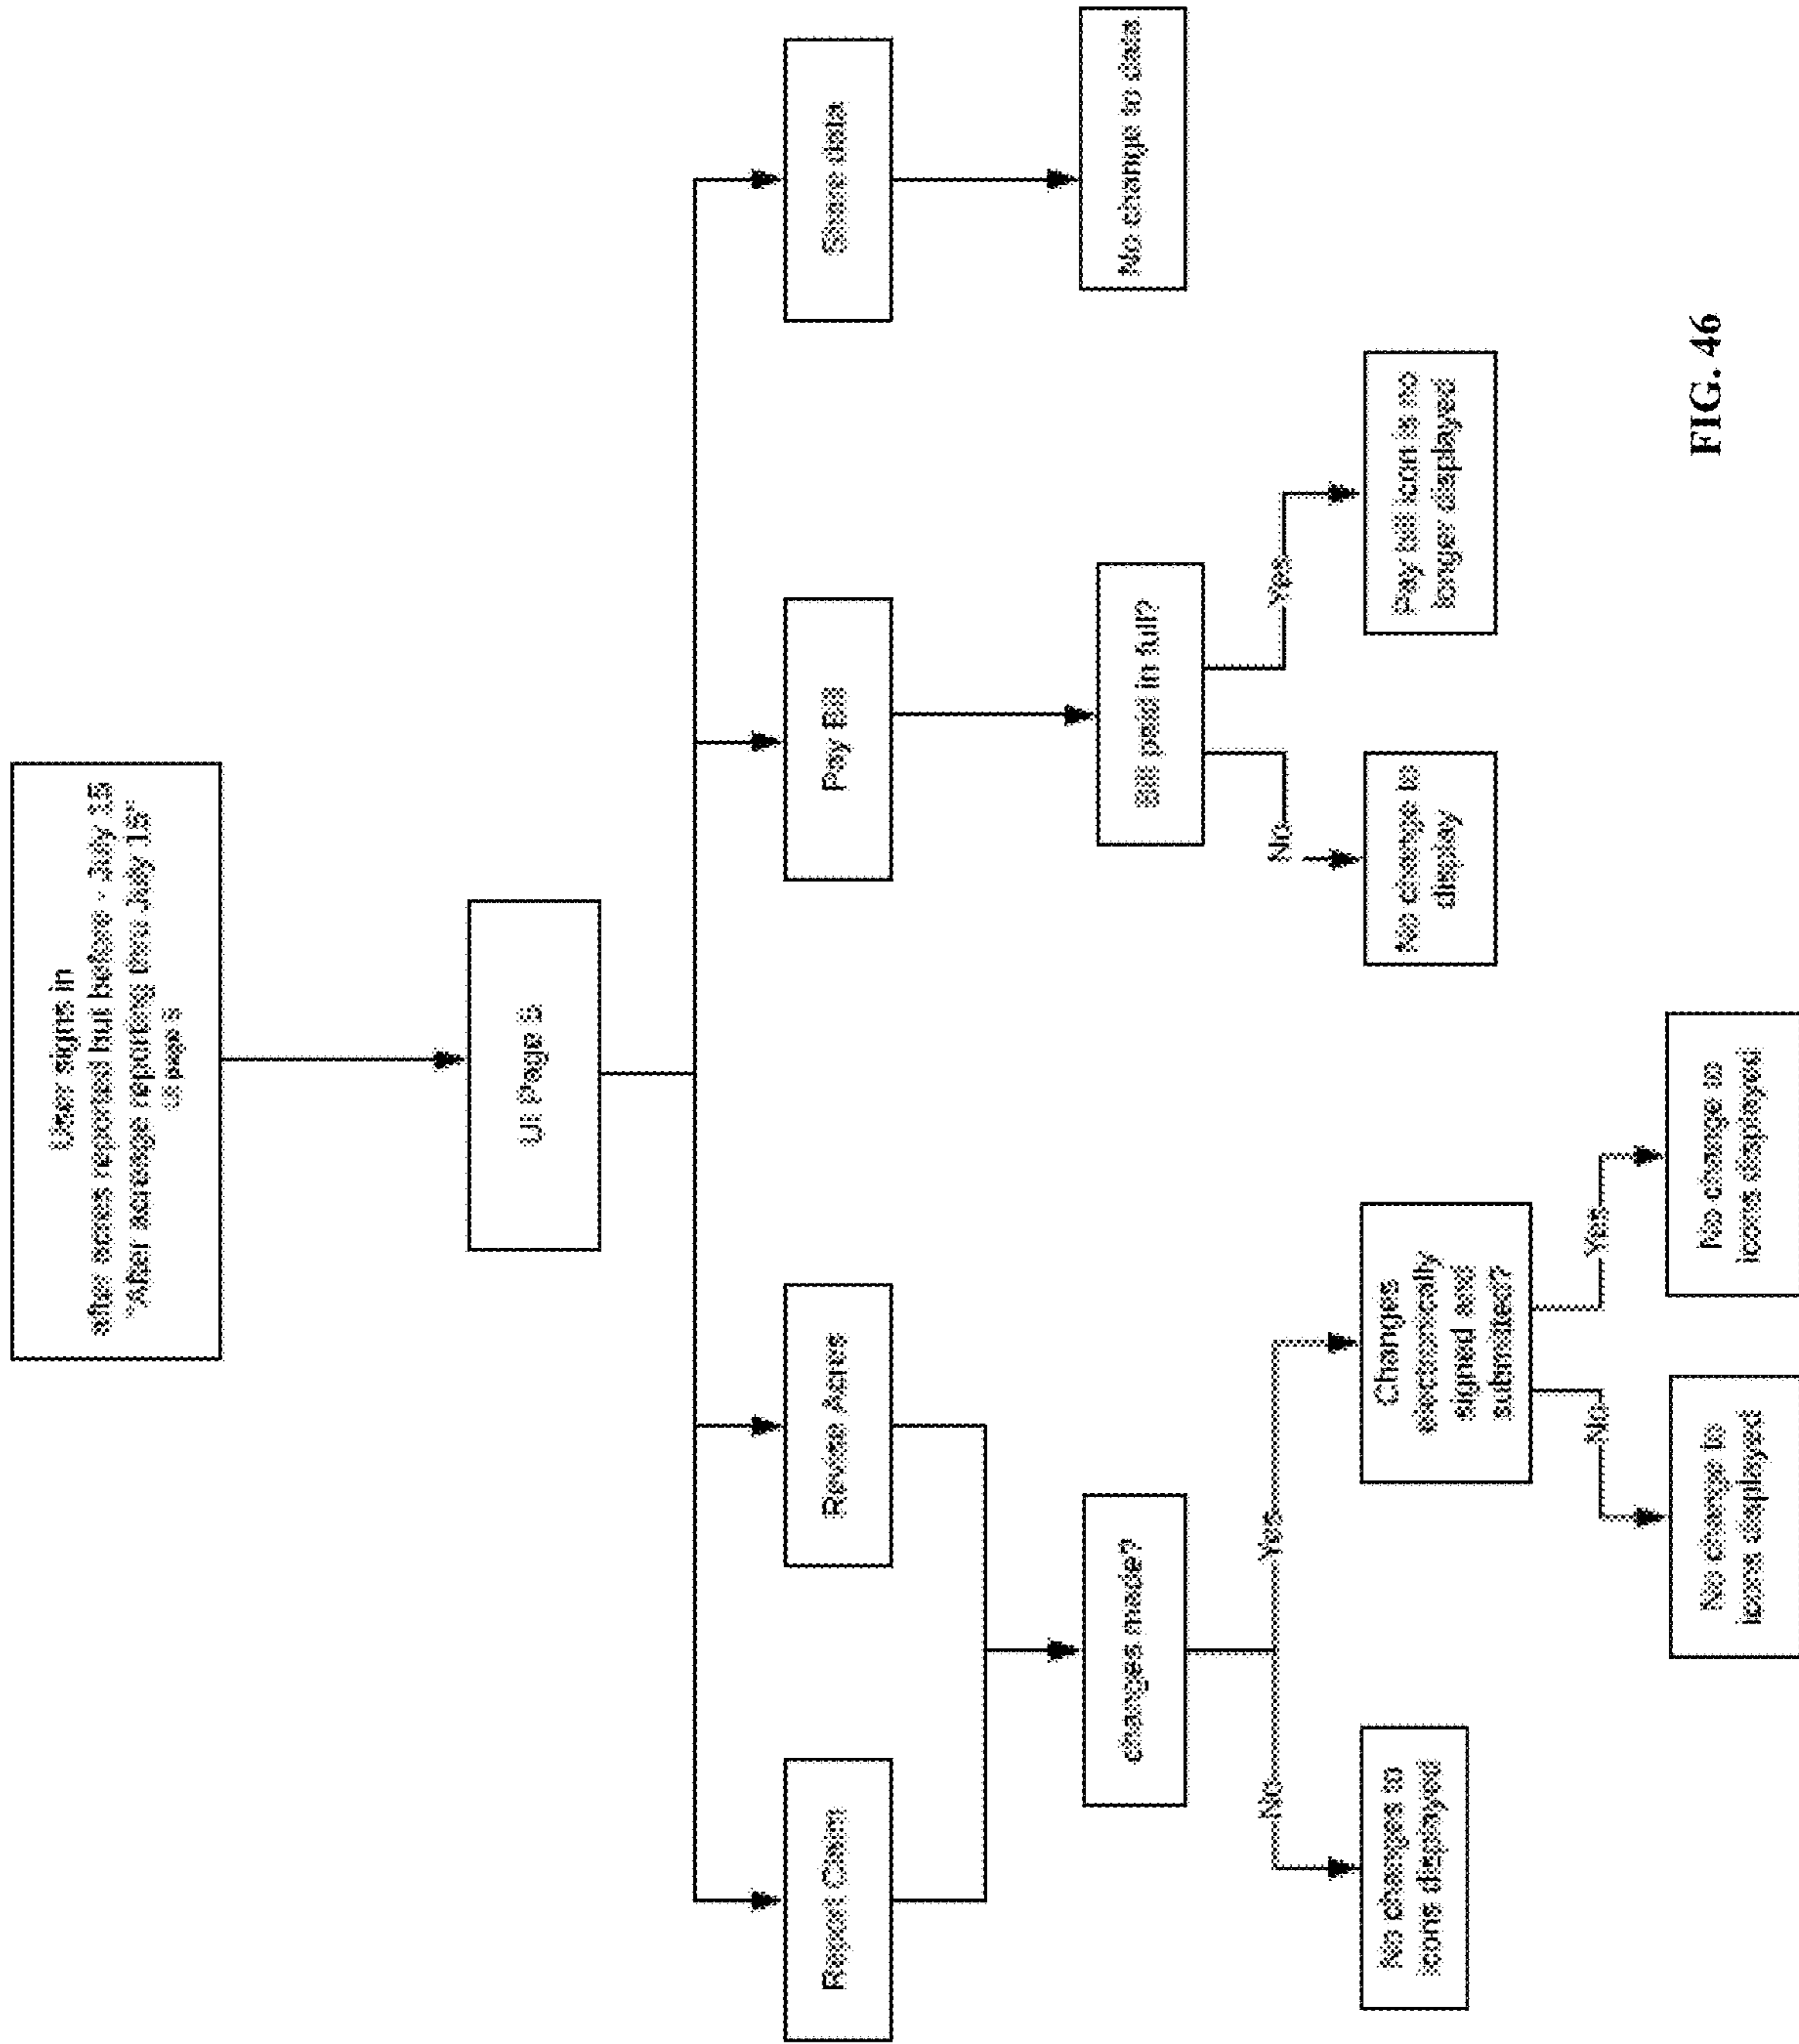 User signs in
after acres reported but before - July 15
"After acreage reporting thru July 15"
UI page 5
UI Page 5
Report Claim
Revise Acres
Pay Bill
Share data
changes made?
Bill paid in full?
No change to data
No
Yes
No
Yes
No changes to
icons displayed
Changes
electronically
signed and
submitted?
No change to
display
Pay bill icon is no
longer displayed
No
Yes
No change to
icons displayed
No change to
icons displayed
FIG. 46